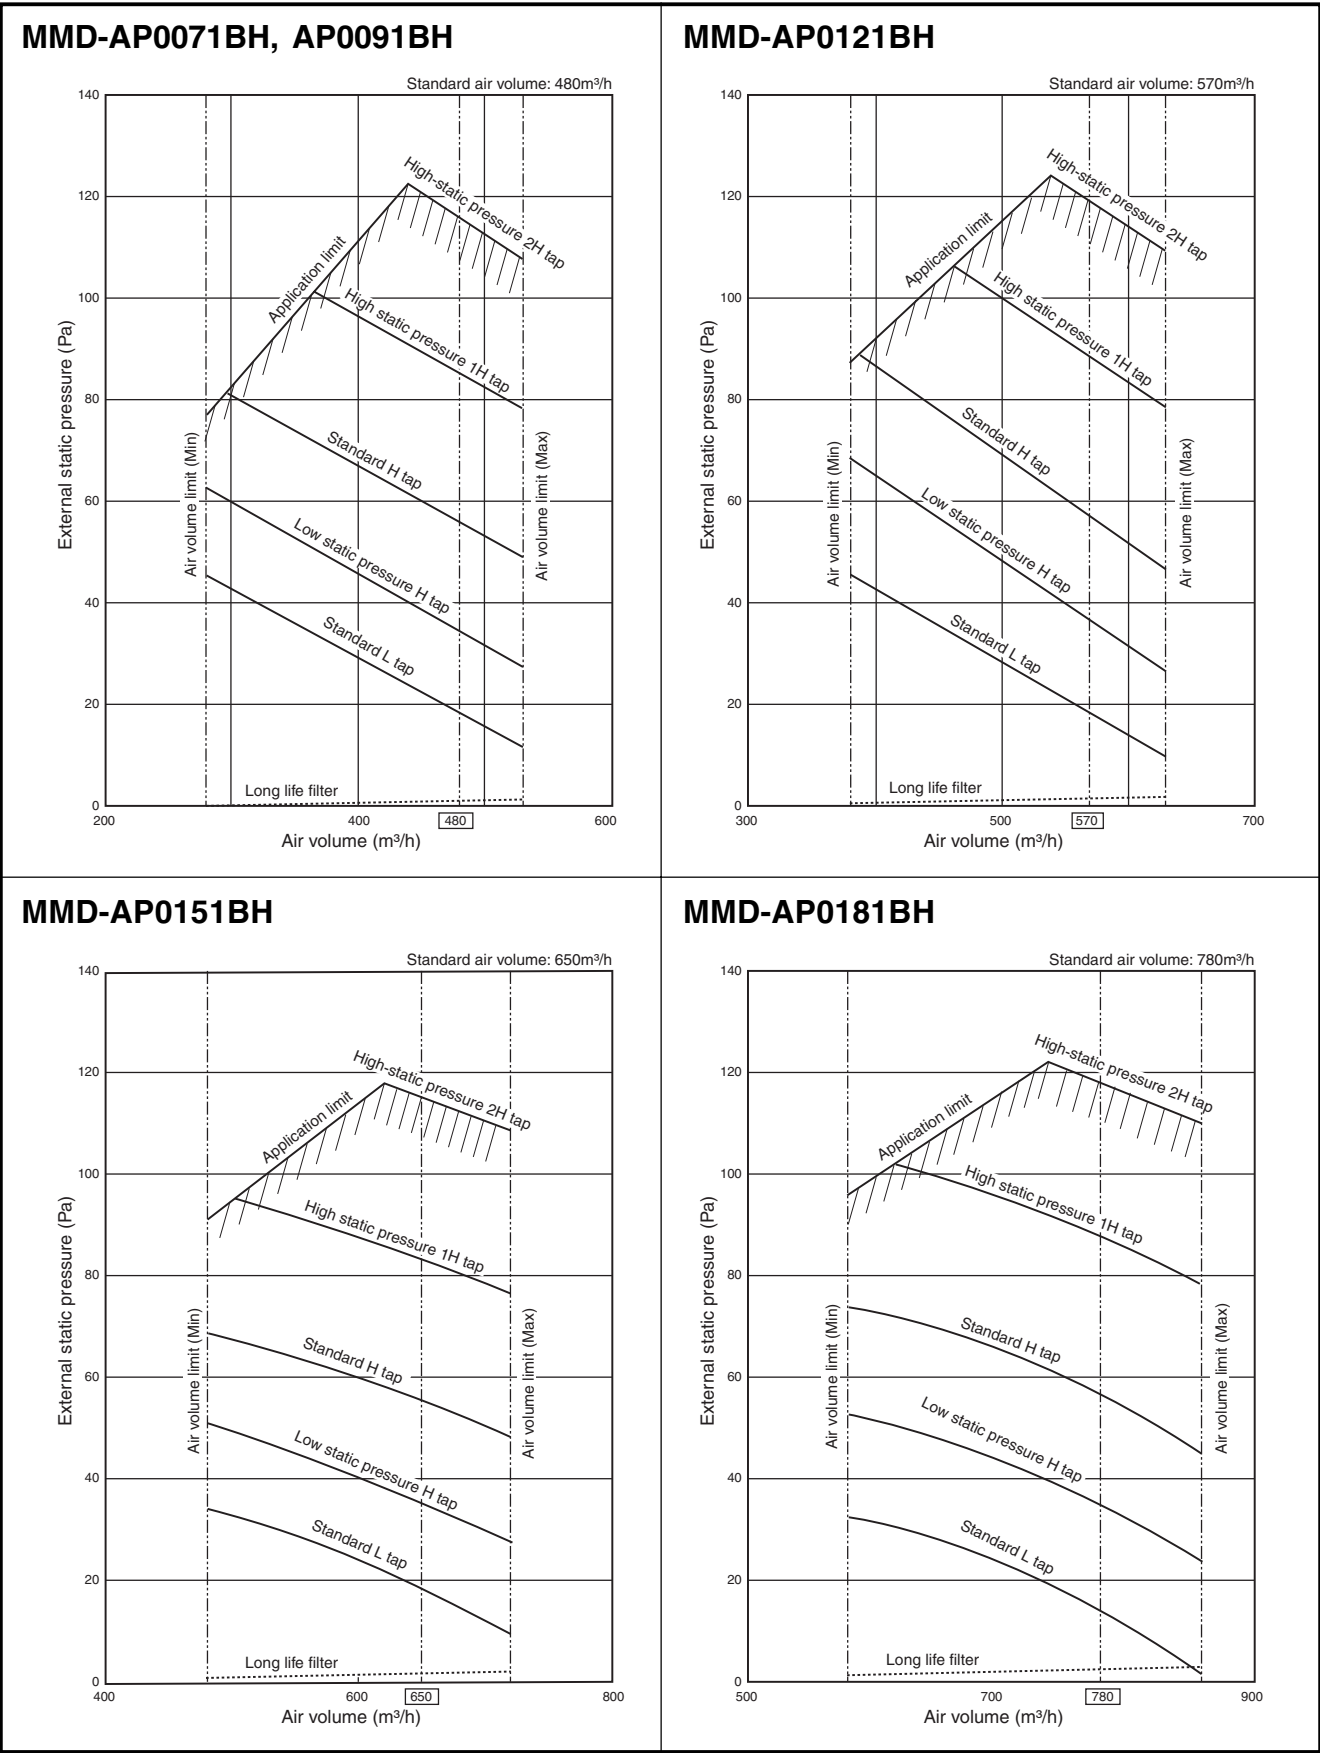 MMD-AP0071BH, AP0091BH
Standard air volume: 480m³/h
140
120
100
80
60
40
20
0
External static pressure (Pa)
High-static pressure 2H tap
Application limit
High static pressure 1H tap
Standard H tap
Low static pressure H tap
Standard L tap
Air volume limit (Min)
Air volume limit (Max)
Long life filter
200
400
480
600
Air volume (m³/h)
MMD-AP0121BH
Standard air volume: 570m³/h
140
120
100
80
60
40
20
0
External static pressure (Pa)
High-static pressure 2H tap
Application limit
High static pressure 1H tap
Standard H tap
Low static pressure H tap
Standard L tap
Air volume limit (Min)
Air volume limit (Max)
Long life filter
300
500
570
700
Air volume (m³/h)
MMD-AP0151BH
Standard air volume: 650m³/h
140
120
100
80
60
40
20
0
External static pressure (Pa)
High-static pressure 2H tap
Application limit
High static pressure 1H tap
Standard H tap
Low static pressure H tap
Standard L tap
Air volume limit (Min)
Air volume limit (Max)
Long life filter
400
600
650
800
Air volume (m³/h)
MMD-AP0181BH
Standard air volume: 780m³/h
140
120
100
80
60
40
20
0
External static pressure (Pa)
High-static pressure 2H tap
Application limit
High static pressure 1H tap
Standard H tap
Low static pressure H tap
Standard L tap
Air volume limit (Min)
Air volume limit (Max)
Long life filter
500
700
780
900
Air volume (m³/h)